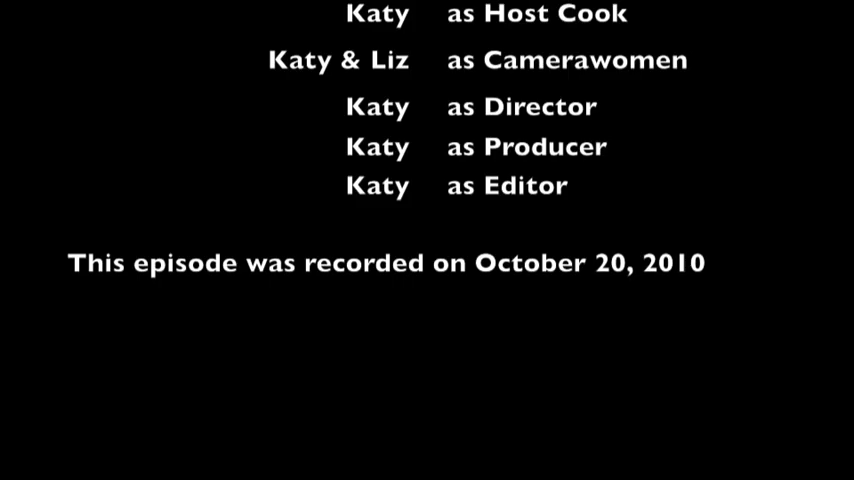 Katy as Host Cook
Katy & Liz as Camerawomen
Katy as Director
Katy as Producer
Katy as Editor
This episode was recorded on October 20, 2010